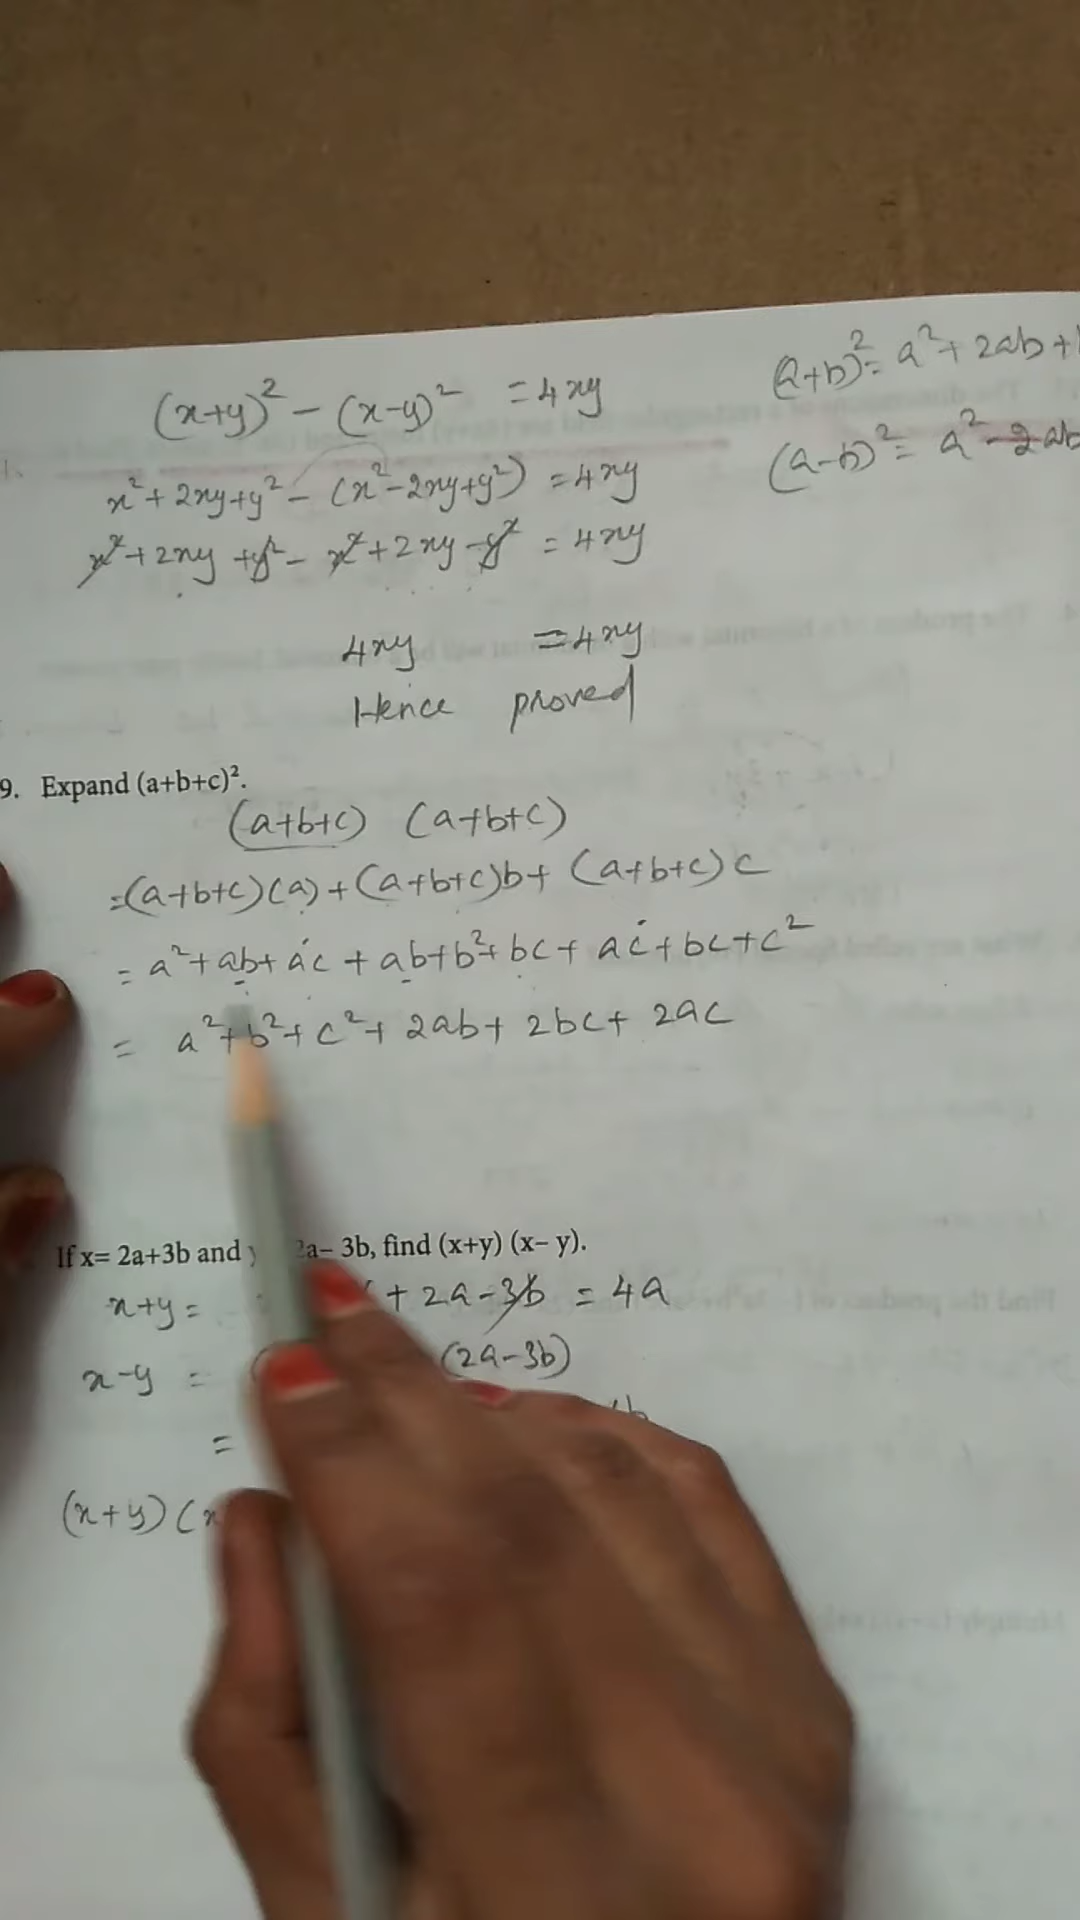 (x+y)² - (x-y)² = 4xy
(a+b)² = a² + 2ab +
(a-b)² = a² - 2ab
x² + 2xy + y² - (x² - 2xy + y²) = 4xy
x² + 2xy + y² - x² + 2xy - y² = 4xy
4xy = 4xy
Hence proved
9. Expand (a+b+c)².
(a+b+c) (a+b+c)
=(a+b+c)(a) + (a+b+c)b + (a+b+c)c
= a² + ab + ac + ab + b² + bc + ac + bc + c²
= a² + b² + c² + 2ab + 2bc + 2ac
If x= 2a+3b and 2a– 3b, find (x+y) (x– y).
x+y = + 2a - 3b = 4a
x-y = (2a-3b)
=
(x+y) (x